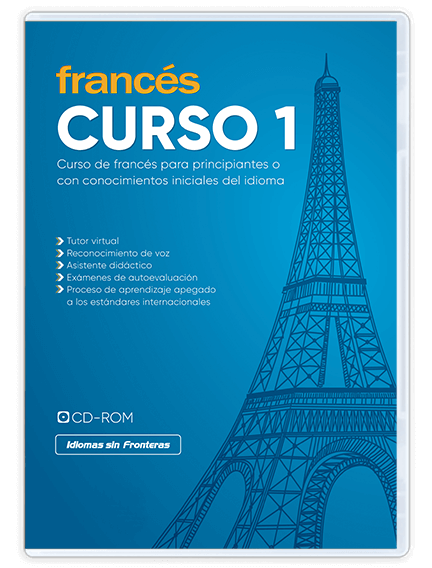 francés
CURSO 1
Curso de francés para principiantes o
con conocimientos iniciales del idioma
Tutor virtual
Reconocimiento de voz
Asistente didáctico
Exámenes de autoevaluación
Proceso de aprendizaje apegado
a los estándares internacionales
CD-ROM
Idiomas sin Fronteras